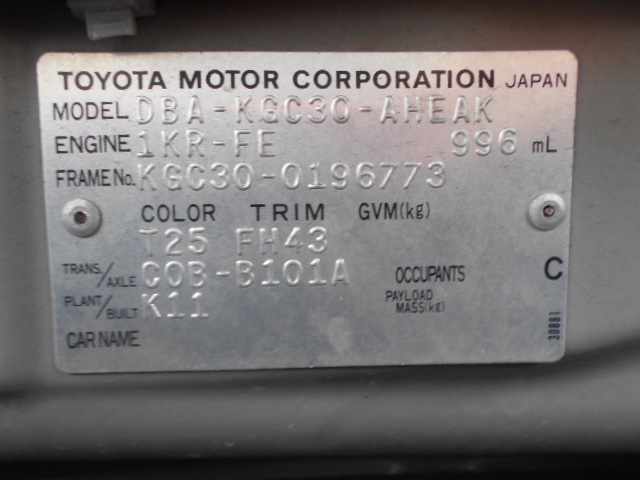 TOYOTA MOTOR CORPORATION JAPAN
MODEL DBA-KGC30-AHEAK
ENGINE 1KR-FE 996 mL
FRAME No. KGC30-0196773
COLOR TRIM GVM(kg)
T25 FH43
TRANS./AXLE C0B-B101A OCCUPANTS C
PLANT/BUILT K11 PAYLOAD MASS(kg)
CAR NAME
30881